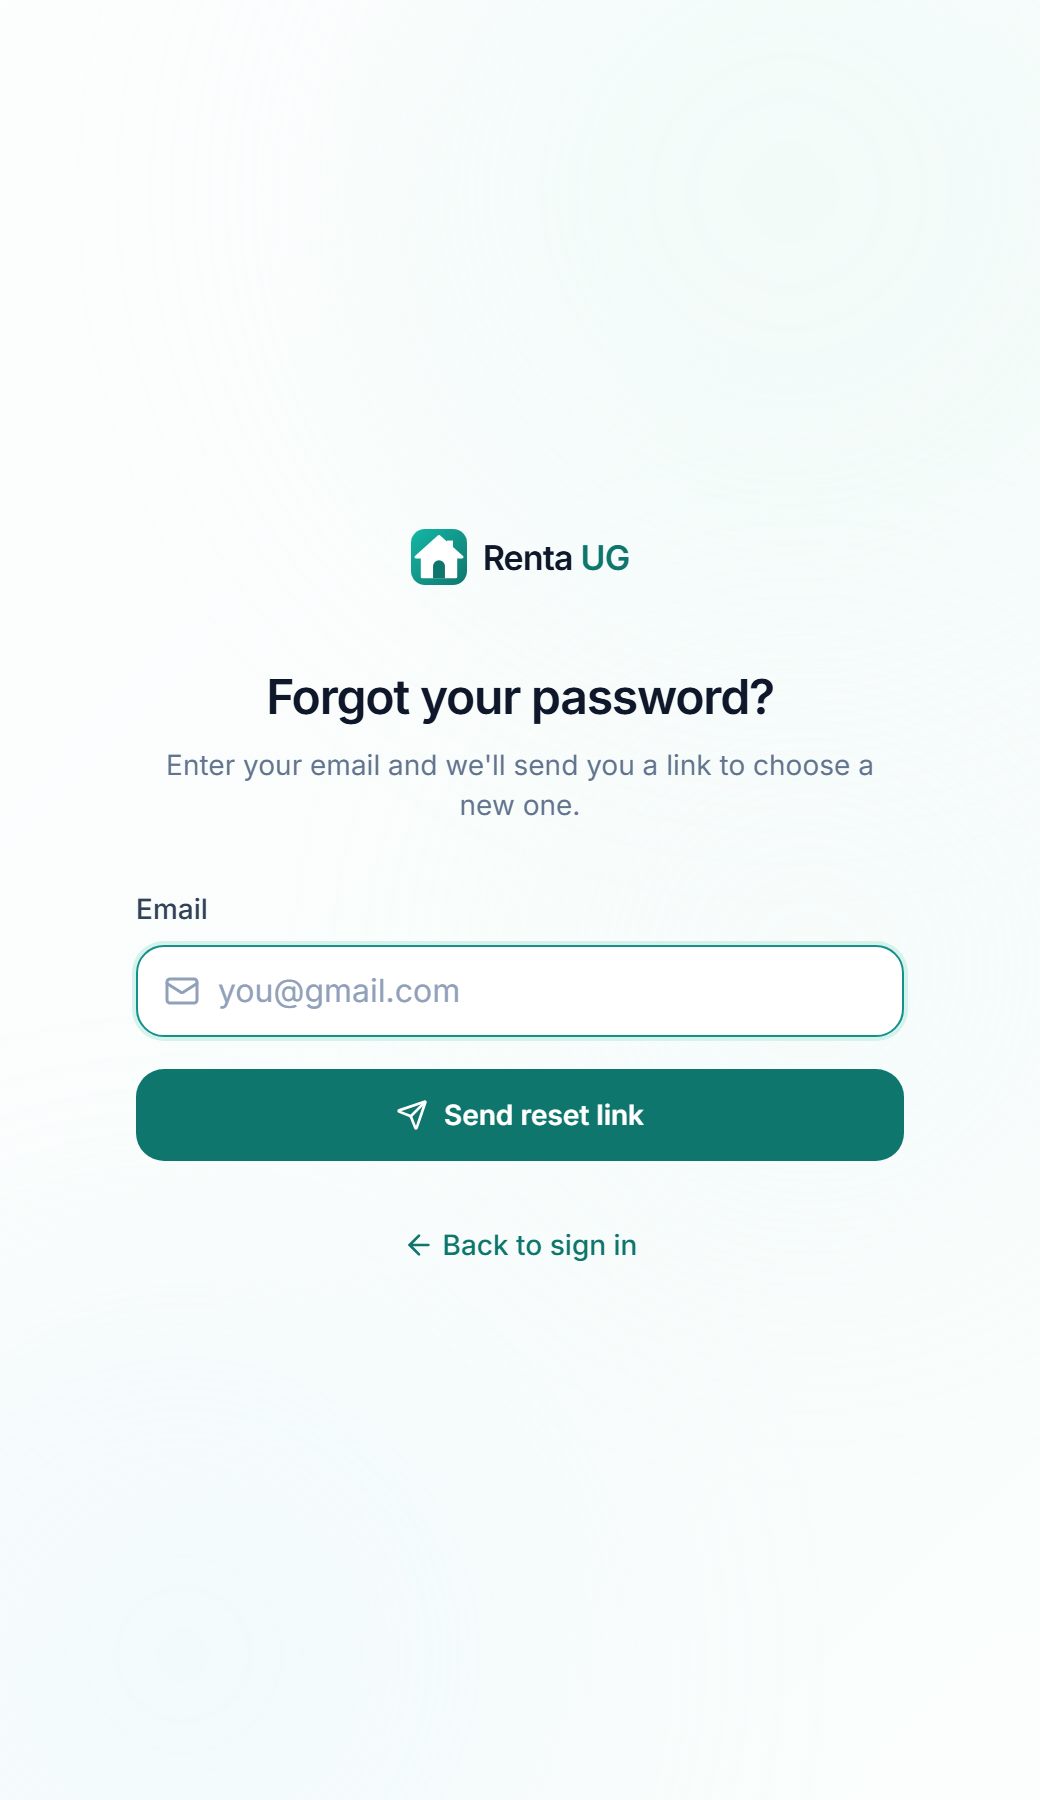 Renta UG
Forgot your password?
Enter your email and we'll send you a link to choose a
new one.
Email
you@gmail.com
Send reset link
Back to sign in